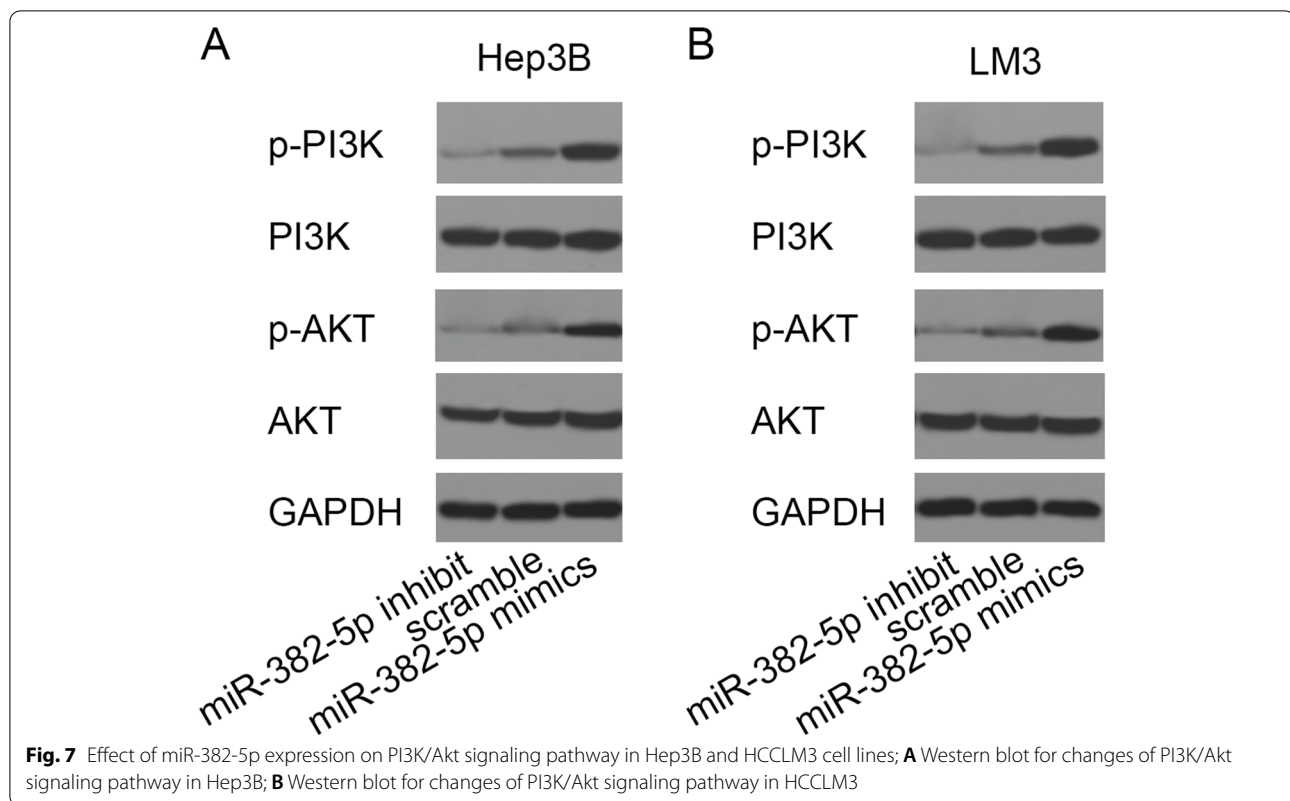 A
Hep3B
p-PI3K
PI3K
p-AKT
AKT
GAPDH
miR-382-5p inhibit
scramble
miR-382-5p mimics
B
LM3
p-PI3K
PI3K
p-AKT
AKT
GAPDH
miR-382-5p inhibit
scramble
miR-382-5p mimics
Fig. 7 Effect of miR-382-5p expression on PI3K/Akt signaling pathway in Hep3B and HCCLM3 cell lines; A Western blot for changes of PI3K/Akt
signaling pathway in Hep3B; B Western blot for changes of PI3K/Akt signaling pathway in HCCLM3